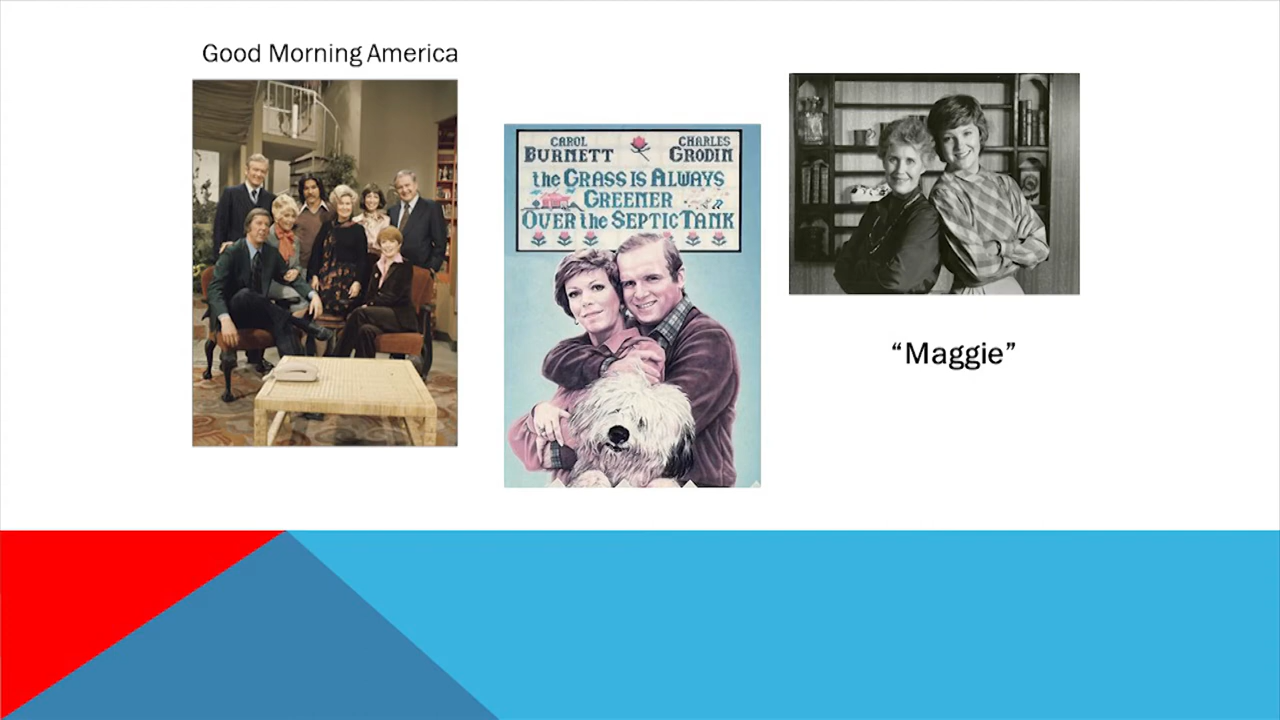 Good Morning America
CAROL
BURNETT
CHARLES
GRODIN
the GRASS IS ALWAYS
GREENER
OVER the SEPTIC TANK
“Maggie”